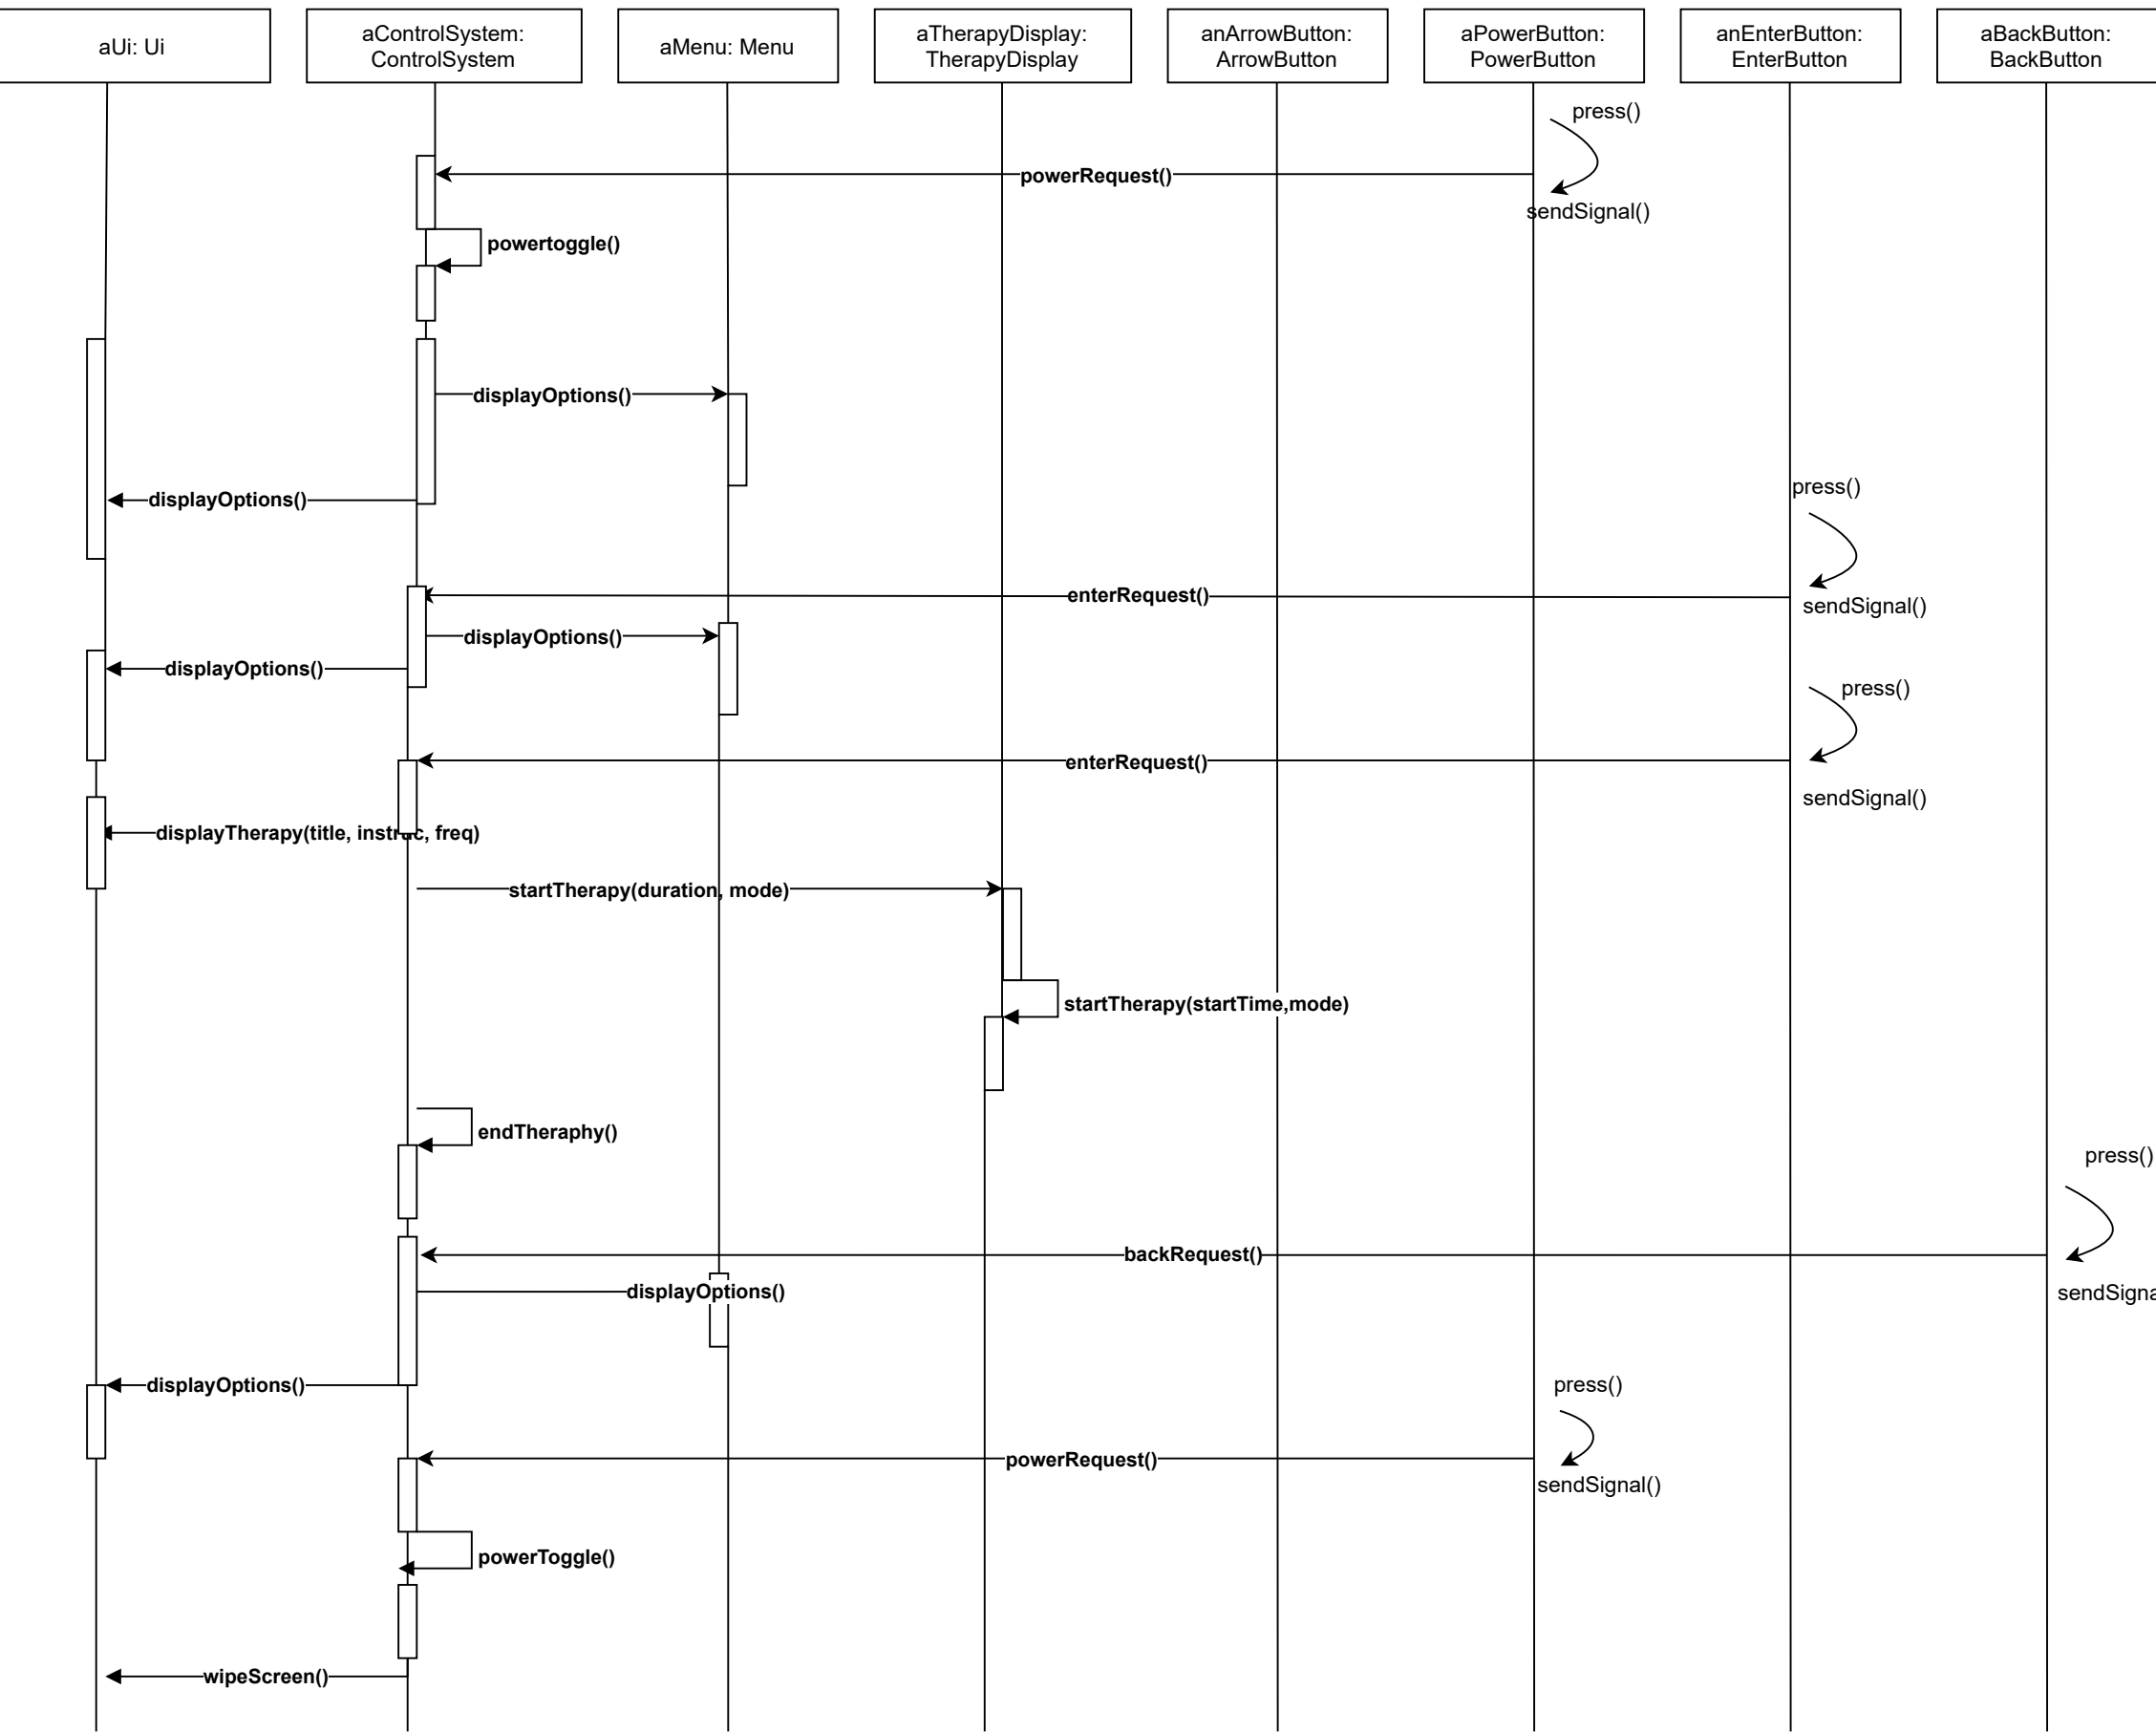 aUi: Ui
aControlSystem:
ControlSystem
aMenu: Menu
aTherapyDisplay:
TherapyDisplay
anArrowButton:
ArrowButton
aPowerButton:
PowerButton
anEnterButton:
EnterButton
aBackButton:
BackButton
press()
powerRequest()
sendSignal()
powertoggle()
displayOptions()
press()
displayOptions()
enterRequest()
sendSignal()
displayOptions()
displayOptions()
press()
enterRequest()
sendSignal()
displayTherapy(title, instruc, freq)
startTherapy(duration, mode)
startTherapy(startTime,mode)
endTheraphy()
press()
backRequest()
displayOptions()
sendSigna
displayOptions()
press()
powerRequest()
sendSignal()
powerToggle()
wipeScreen()